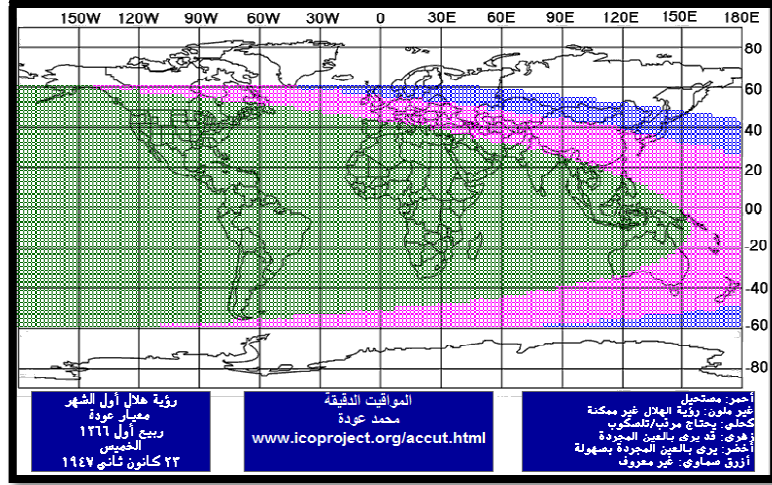 150W 120W 90W 60W 30W 0 30E 60E 90E 120E 150E 180E
80
60
40
20
00
-20
-40
-60
-80
رؤية هلال أول الشهر
معيار عودة
ربيع أول ١٣٦٦
الخميس
٢٣ كانون ثاني ١٩٤٧
المواقيت الدقيقة
محمد عودة
www.icoproject.org/accut.html
أحمر: مستحيل
غير ملون: رؤية الهلال غير ممكنة
كحلي: يحتاج مرقب/تلسكوب
زهري: قد يرى بالعين المجردة
أخضر: يرى بالعين المجردة بسهولة
أزرق سماوي: غير معروف